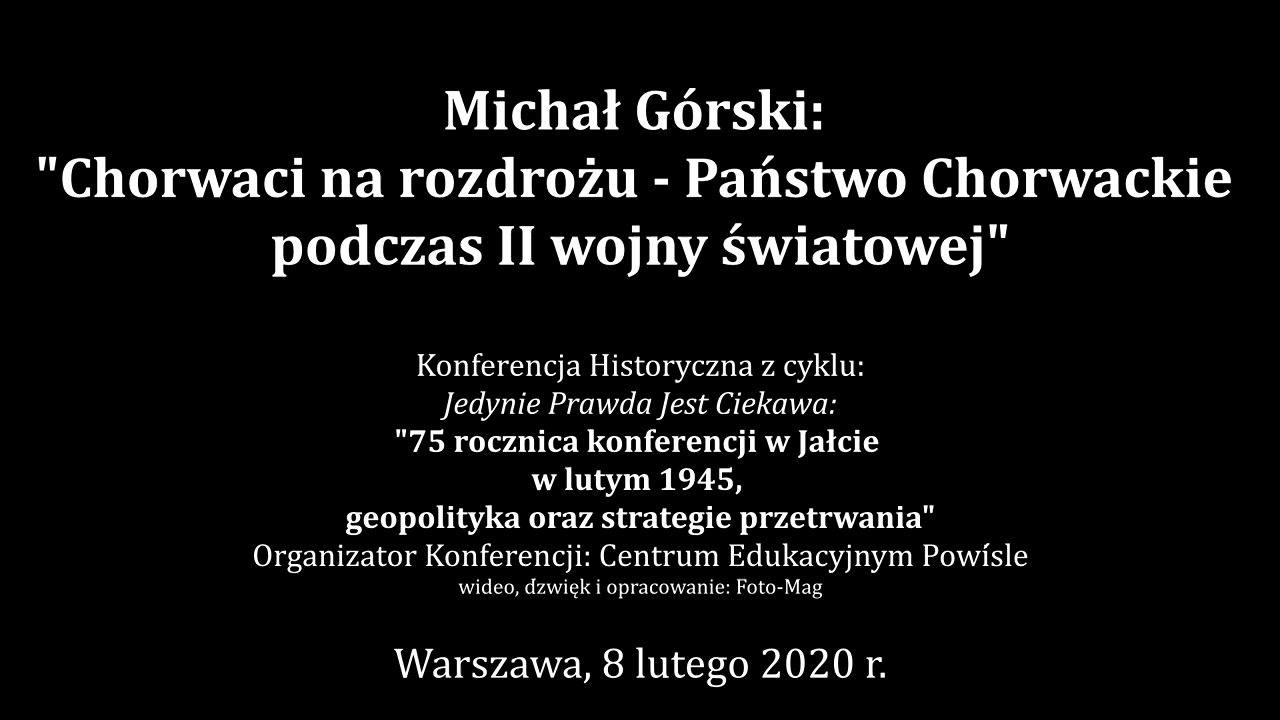 Michał Górski:
"Chorwaci na rozdrożu - Państwo Chorwackie
podczas II wojny światowej"
Konferencja Historyczna z cyklu:
Jedynie Prawda Jest Ciekawa:
"75 rocznica konferencji w Jałcie
w lutym 1945,
geopolityka oraz strategie przetrwania"
Organizator Konferencji: Centrum Edukacyjnym Powíśle
wideo, dzwięk i opracowanie: Foto-Mag
Warszawa, 8 lutego 2020 r.